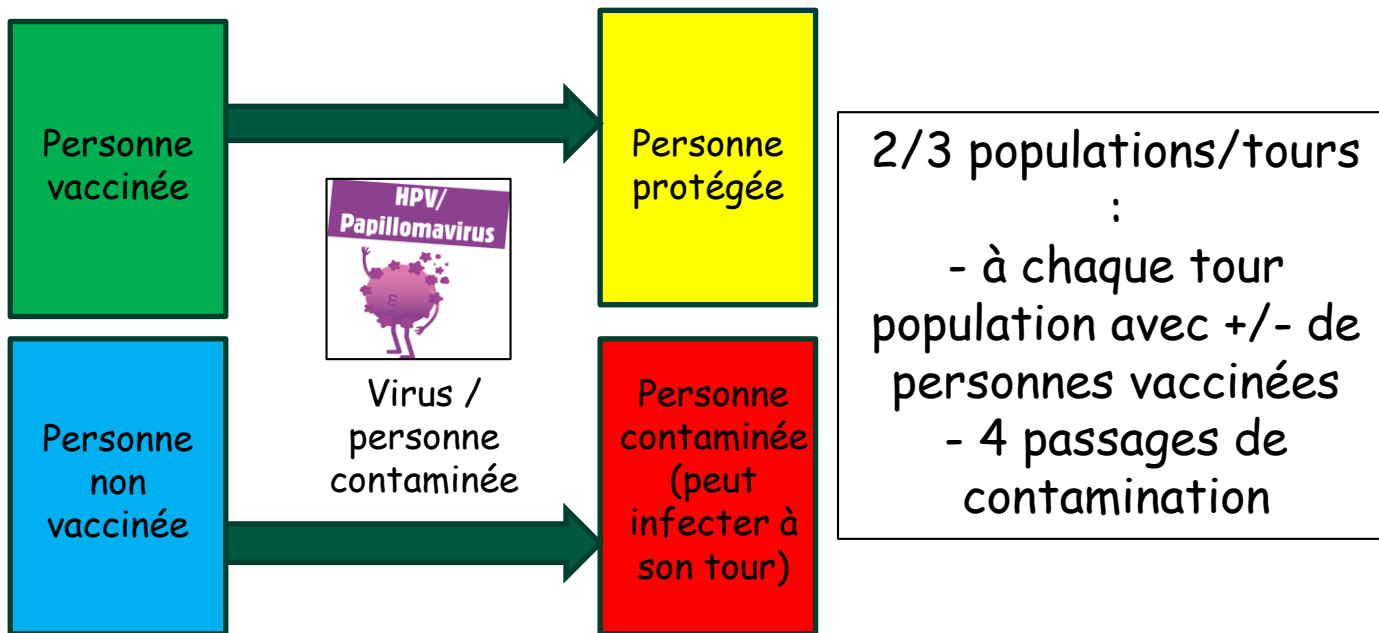 Personne
vaccinée
HPV/
Papillomavirus
Personne
protégée
Personne
non
vaccinée
Virus /
personne
contaminée
Personne
contaminée
(peut
infecter à
son tour)
2/3 populations/tours
:
- à chaque tour
population avec +/- de
personnes vaccinées
- 4 passages de
contamination